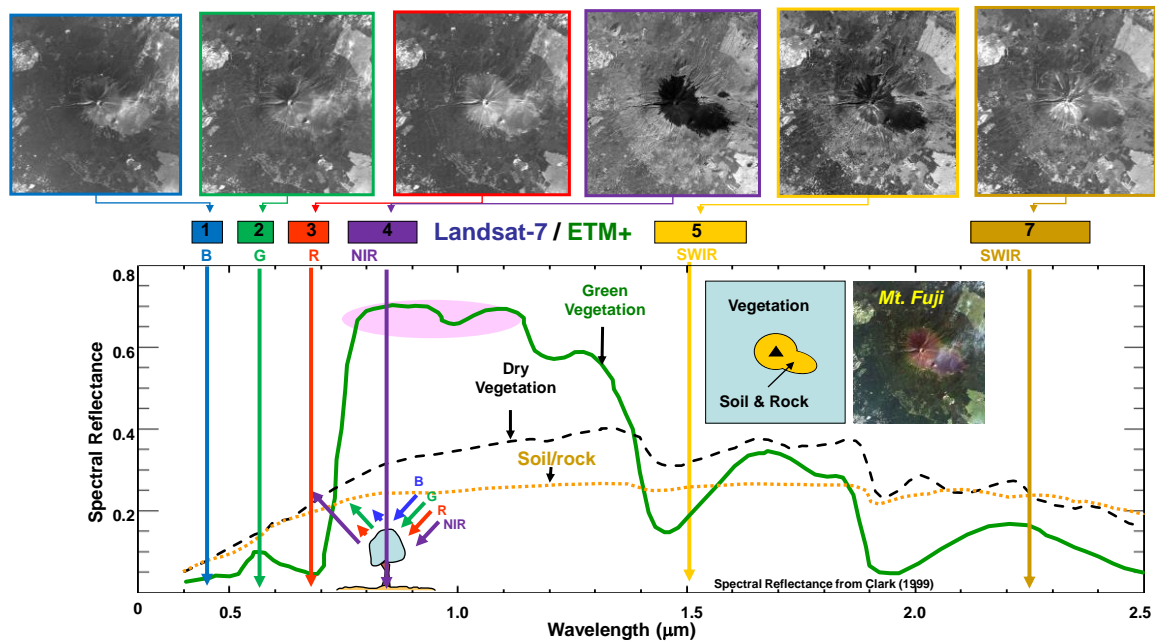 1
2
3
4
Landsat-7 / ETM+
5
7
B
G
R
NIR
SWIR
SWIR
Spectral Reflectance
0.8
0.6
0.4
0.2
Green
Vegetation
Dry
Vegetation
Soil/rock
B
G
R
NIR
Vegetation
Soil & Rock
Mt. Fuji
Spectral Reflectance from Clark (1999)
0
0.5
1.0
1.5
2.0
2.5
Wavelength (μm)